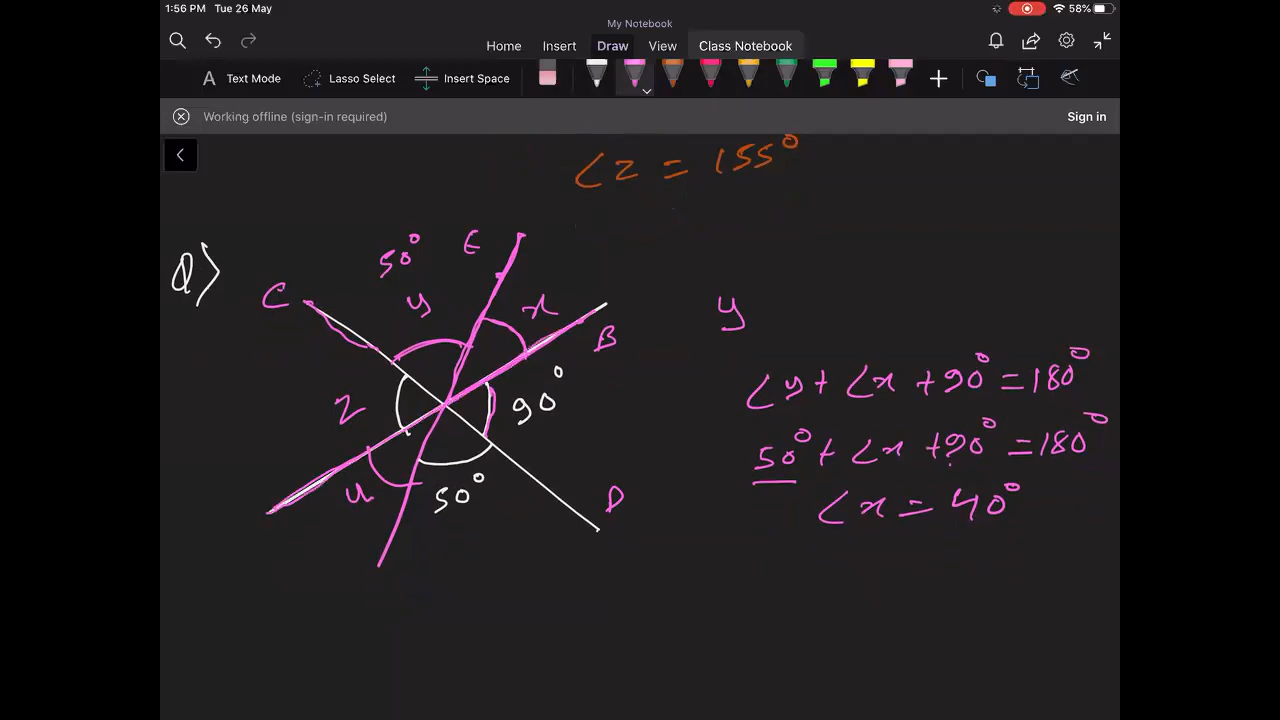 1:56 PM Tue 26 May
58%
My Notebook
Home Insert Draw View Class Notebook
A Text Mode Lasso Select Insert Space
Working offline (sign-in required) Sign in
∠z = 155°
Q)
50° E
C y x
B
z 90°
u 50° D
y
∠y + ∠x + 90° = 180°
50° + ∠x + 90° = 180°
∠x = 40°